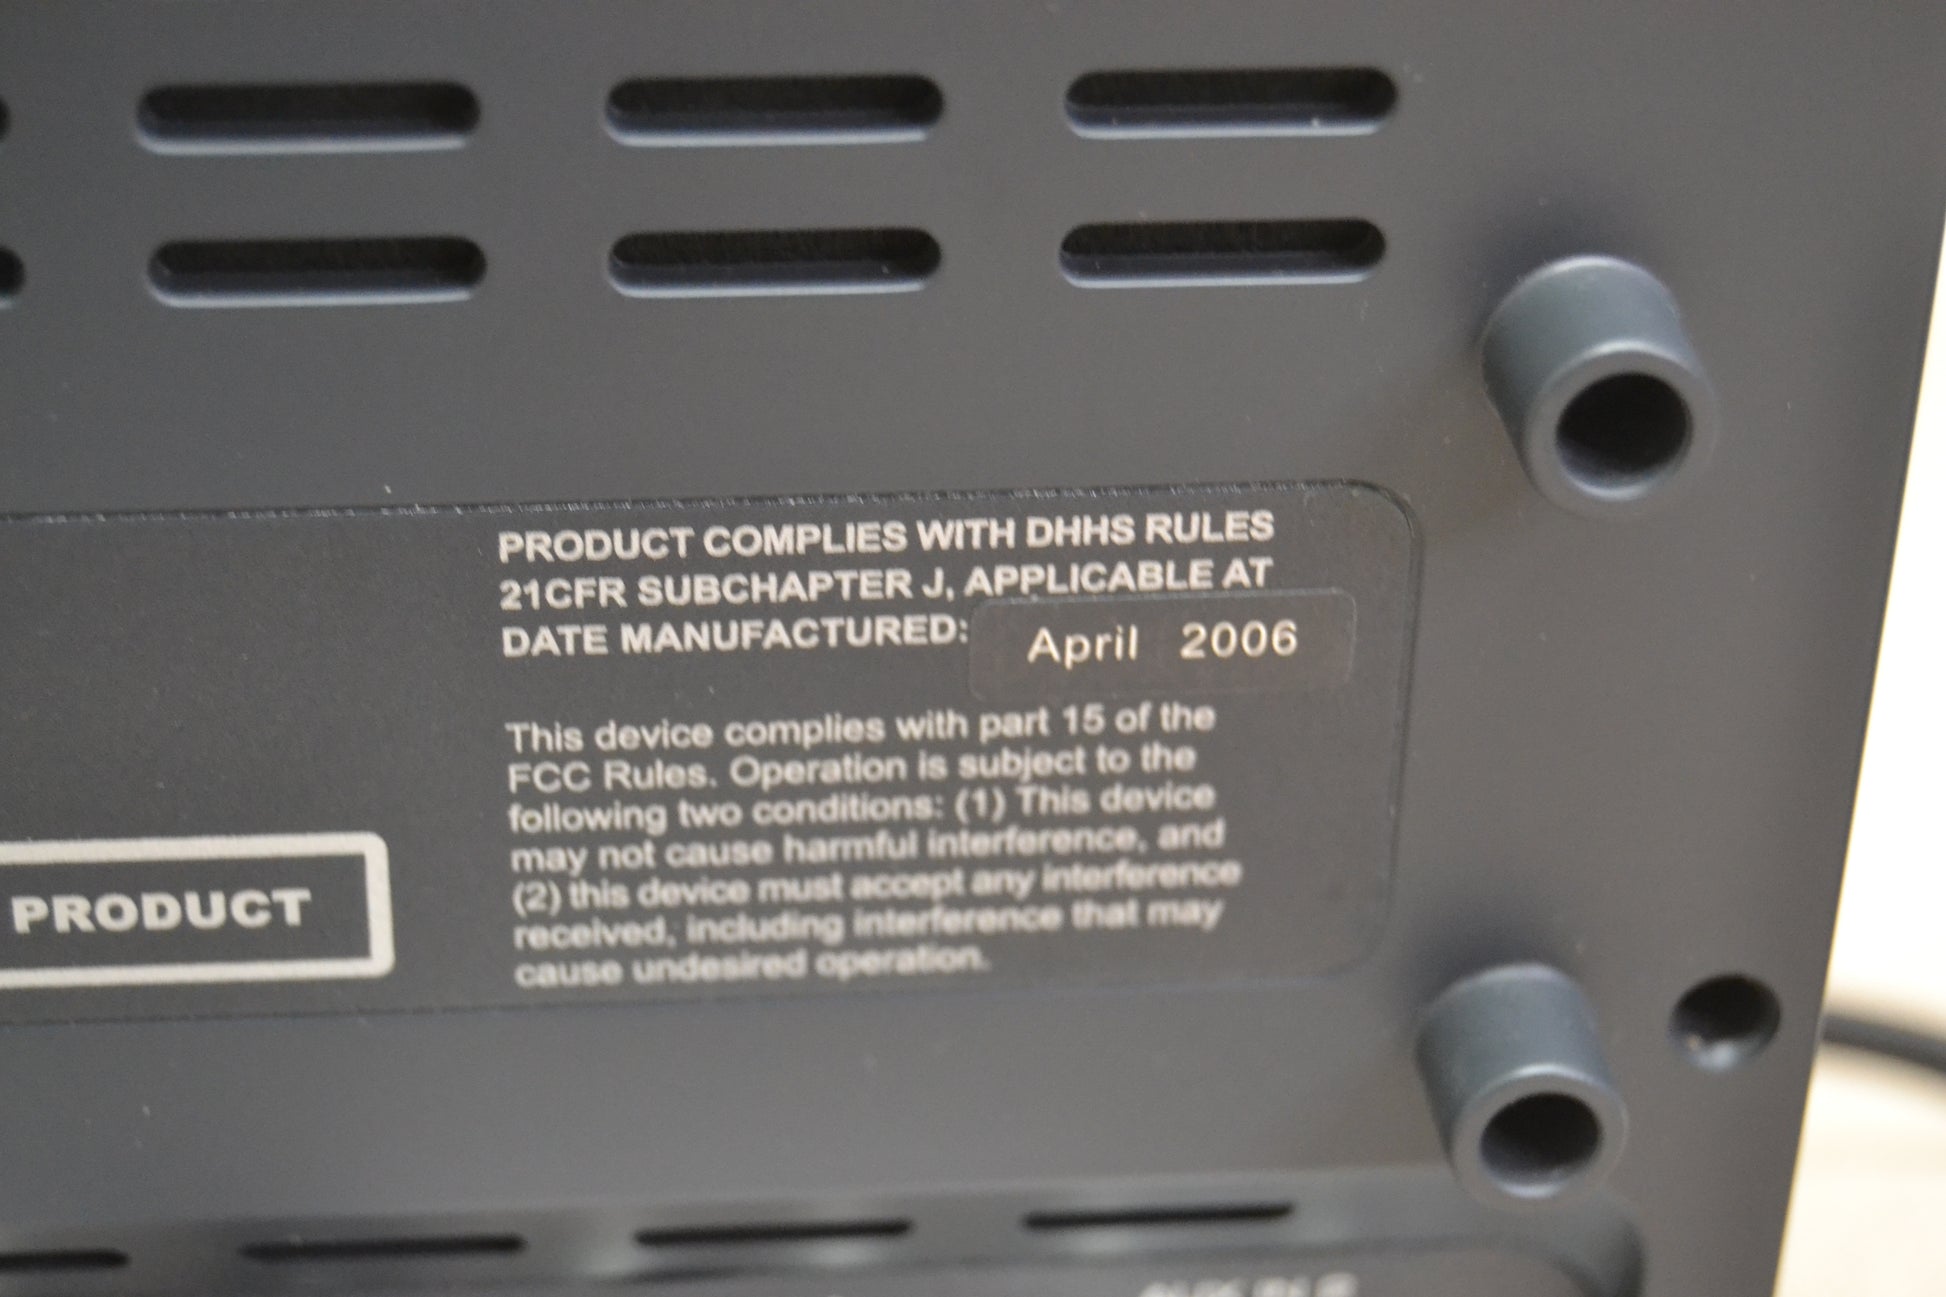 PRODUCT COMPLIES WITH DHHS RULES
21CFR SUBCHAPTER J, APPLICABLE AT
DATE MANUFACTURED: April 2006
This device complies with part 15 of the
FCC Rules. Operation is subject to the
following two conditions: (1) This device
may not cause harmful interference, and
(2) this device must accept any interference
received, including interference that may
cause undesired operation.
PRODUCT